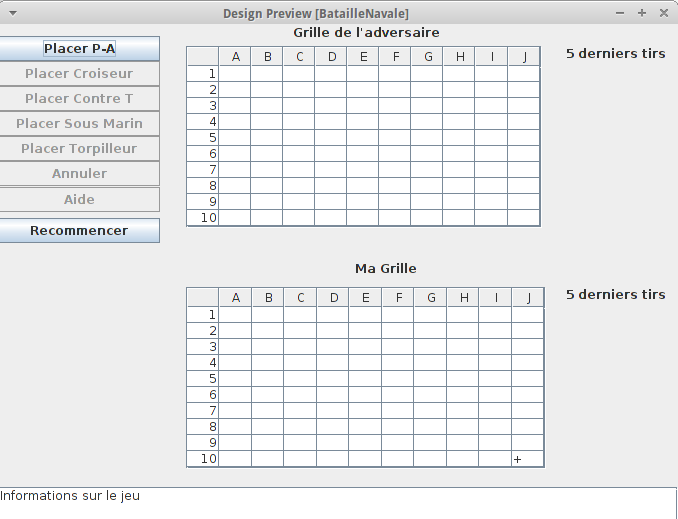 Design Preview [BatailleNavale]
Placer P-A
Placer Croiseur
Placer Contre T
Placer Sous Marin
Placer Torpilleur
Annuler
Aide
Recommencer
Grille de l'adversaire
A B C D E F G H I J
1
2
3
4
5
6
7
8
9
10
5 derniers tirs
Ma Grille
A B C D E F G H I J
1
2
3
4
5
6
7
8
9
10 +
5 derniers tirs
Informations sur le jeu